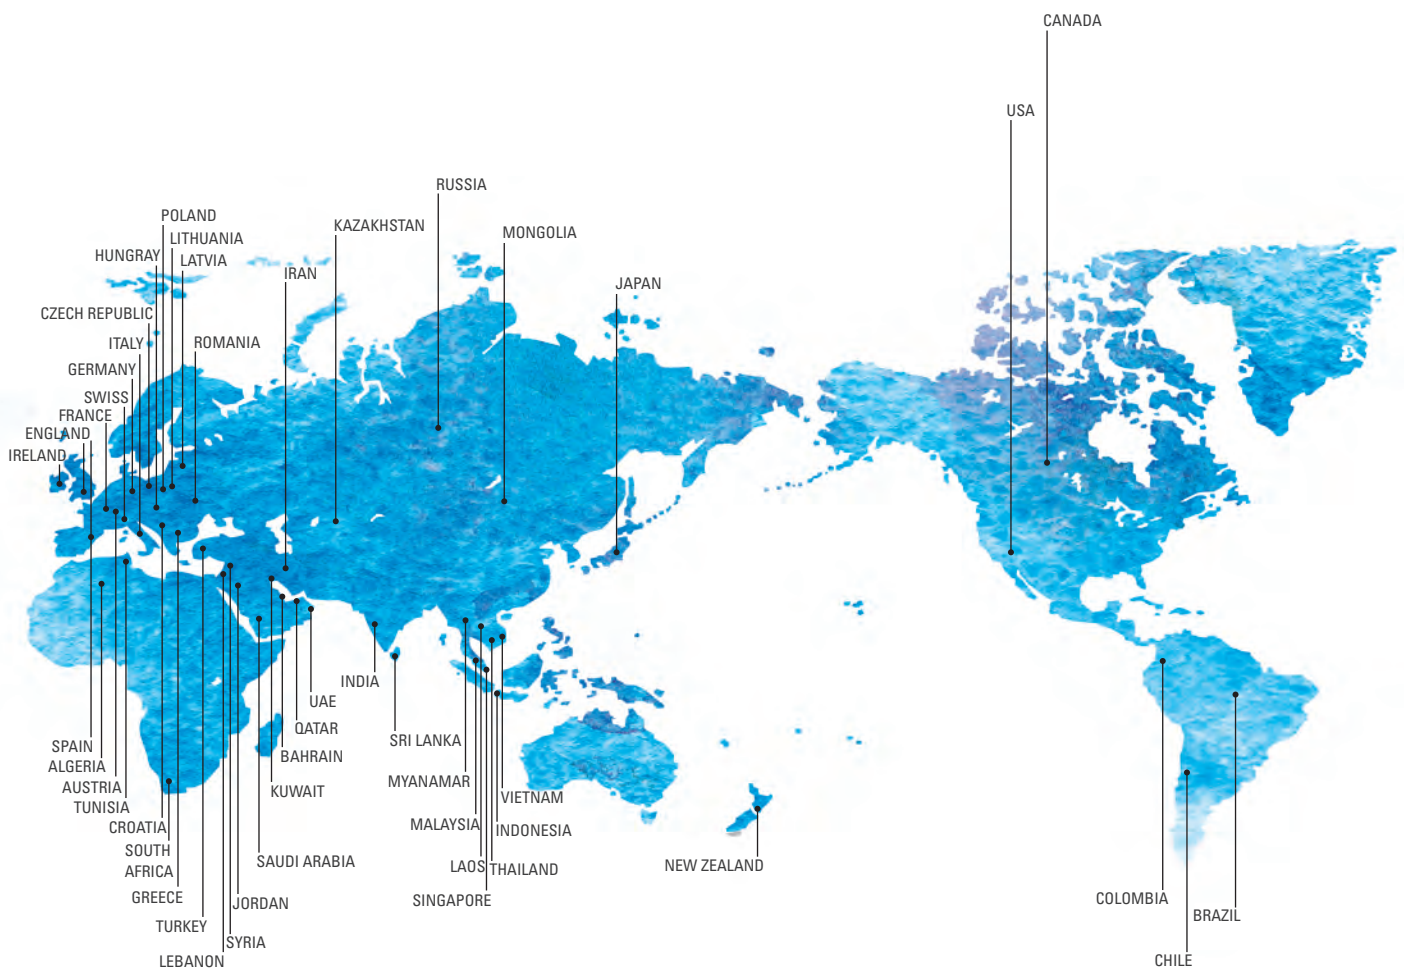 CANADA
USA
RUSSIA
POLAND
KAZAKHSTAN
MONGOLIA
LITHUANIA
HUNGRAY
LATVIA
IRAN
JAPAN
CZECH REPUBLIC
ITALY
ROMANIA
GERMANY
SWISS
FRANCE
ENGLAND
IRELAND
INDIA
UAE
QATAR
SRI LANKA
SPAIN
BAHRAIN
ALGERIA
MYANAMAR
AUSTRIA
KUWAIT
VIETNAM
TUNISIA
CROATIA
MALAYSIA
INDONESIA
SOUTH
AFRICA
SAUDI ARABIA
LAOS
THAILAND
NEW ZEALAND
GREECE
JORDAN
SINGAPORE
COLOMBIA
BRAZIL
TURKEY
SYRIA
LEBANON
CHILE